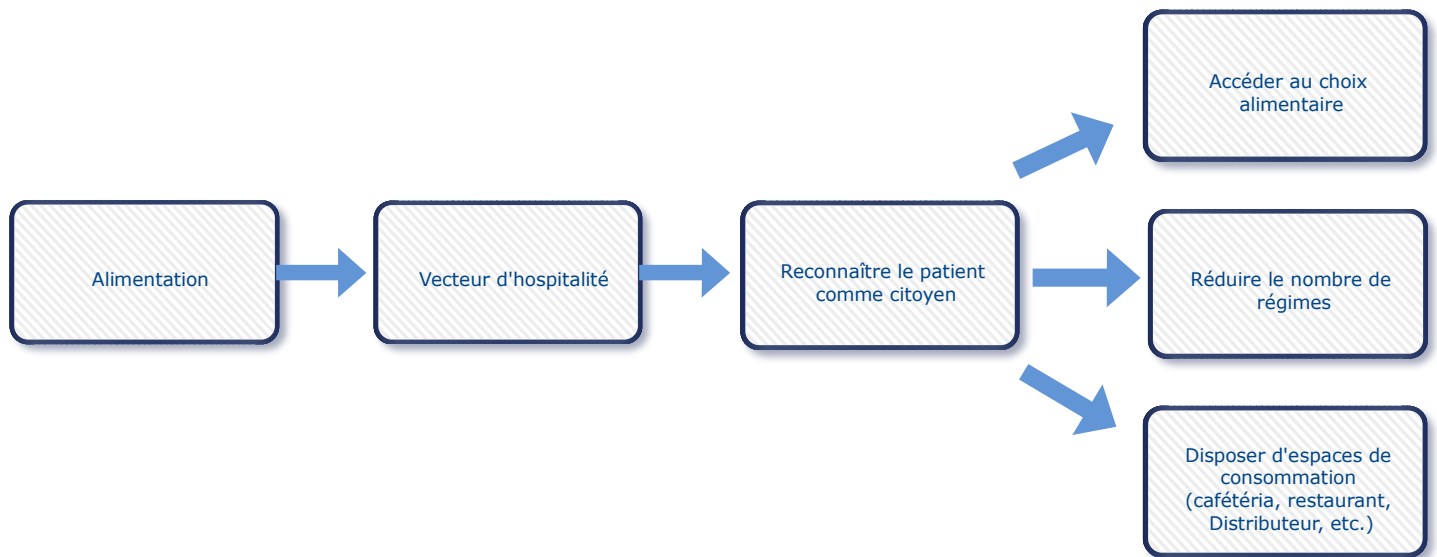 Accéder au choix
alimentaire
Alimentation
Vecteur d'hospitalité
Reconnaître le patient
comme citoyen
Réduire le nombre de
régimes
Disposer d'espaces de
consommation
(cafétéria, restaurant,
Distributeur, etc.)